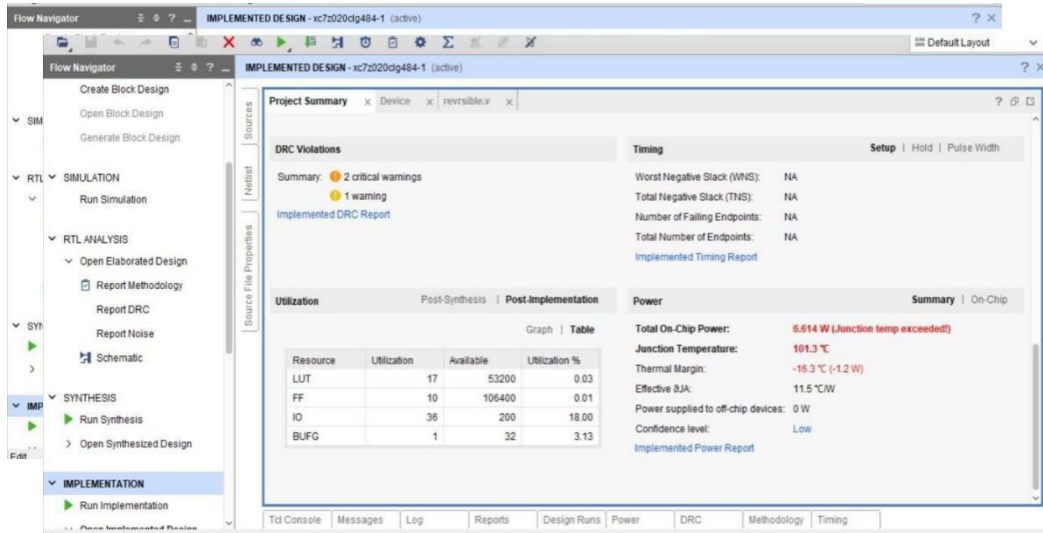 Flow Navigator ? _ IMPLEMENTED DESIGN - xc7z020clg484-1 (active) ? ×
Default Layout
Flow Navigator ? _ IMPLEMENTED DESIGN - xc7z020clg484-1 (active) ? ×
SIM
RTL
SYN
IMP
Edit
Create Block Design
Open Block Design
Generate Block Design
SIMULATION
Run Simulation
RTL ANALYSIS
Open Elaborated Design
Report Methodology
Report DRC
Report Noise
Schematic
SYNTHESIS
Run Synthesis
Open Synthesized Design
IMPLEMENTATION
Run Implementation
Open Implemented Design
Sources
Netlist
Source File Properties
Project Summary × Device × revrsible.v × ?
DRC Violations
Summary: 2 critical warnings
1 warning
Implemented DRC Report
Timing Setup | Hold | Pulse Width
Worst Negative Slack (WNS): NA
Total Negative Slack (TNS): NA
Number of Failing Endpoints: NA
Total Number of Endpoints: NA
Implemented Timing Report
Utilization Post-Synthesis | Post-Implementation
Graph | Table
Resource Utilization Available Utilization %
LUT 17 53200 0.03
FF 10 106400 0.01
IO 36 200 18.00
BUFG 1 32 3.13
Power Summary | On-Chip
Total On-Chip Power: 6.614 W (Junction temp exceeded!)
Junction Temperature: 101.3 °C
Thermal Margin: -16.3 °C (-1.2 W)
Effective ϑJA: 11.5 °C/W
Power supplied to off-chip devices: 0 W
Confidence level: Low
Implemented Power Report
Tcl Console Messages Log Reports Design Runs Power DRC Methodology Timing